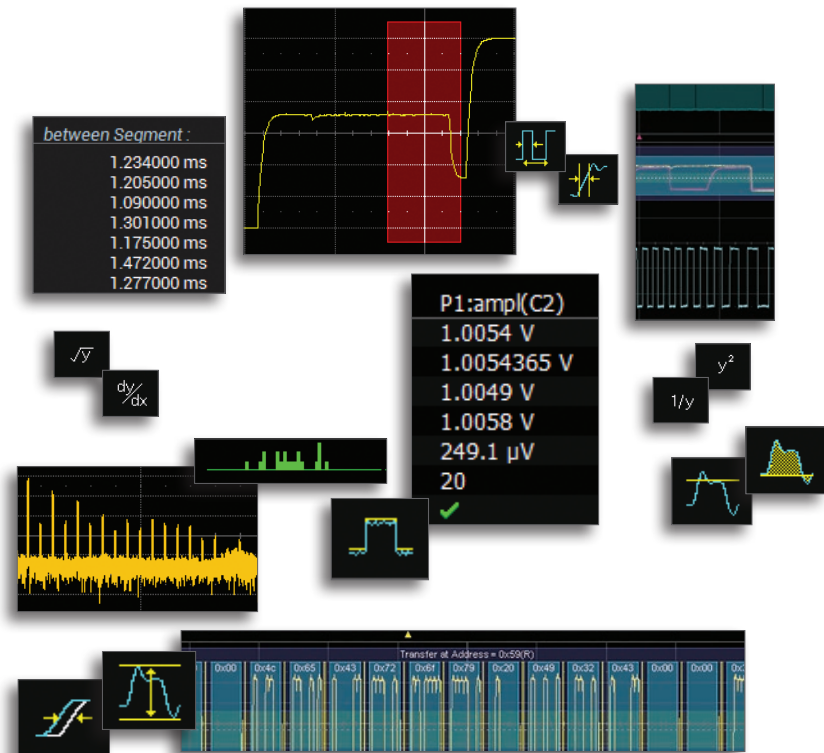 between Segment :
1.234000 ms
1.205000 ms
1.090000 ms
1.301000 ms
1.175000 ms
1.472000 ms
1.277000 ms
P1:ampl(C2)
1.0054 V
1.0054365 V
1.0049 V
1.0058 V
249.1 µV
20
√y
dy/dx
y²
1/y
Transfer at Address = 0x59(R)
0x00 0x4c 0x65 0x43 0x72 0x6f 0x79 0x20 0x49 0x32 0x43 0x00 0x00